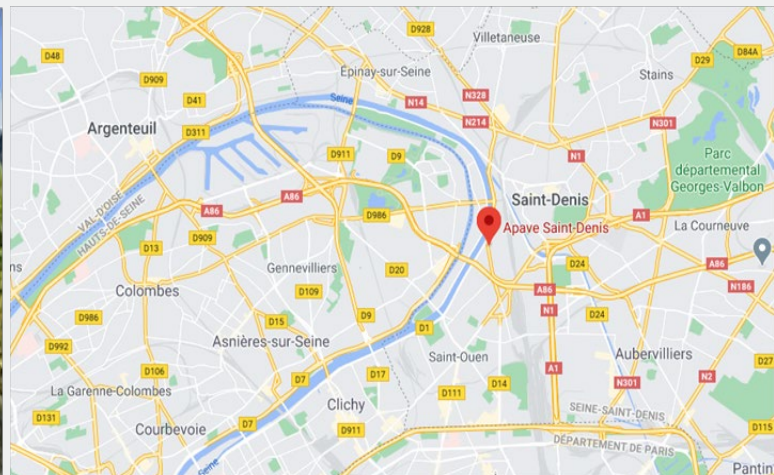 D928
Villetaneuse
D48
D84A
D29
D909
Épinay-sur-Seine
Stains
N328
D41
Seine
N14
N214
N301
Argenteuil
D311
N1
D911
D9
Parc
départemental
Georges-Valbon
VAL-D'OISE
HAUTS-DE-SEINE
A86
A86
Saint-Denis
D986
A1
La Courneuve
Apave Saint-Denis
D909
D13
ns
Gennevilliers
D20
D24
A86
N186
Colombes
D109
A86
N1
D986
D15
D9
D24
D992
Asnières-sur-Seine
D1
Saint-Ouen
Aubervilliers
D27
D106
D7
D17
A1
La Garenne-Colombes
D111
D14
N301
N2
Clichy
D131
Courbevoie
D7
D911
SEINE-SAINT-DENIS
DÉPARTEMENT DE PARIS
D115
Seine
Pantin